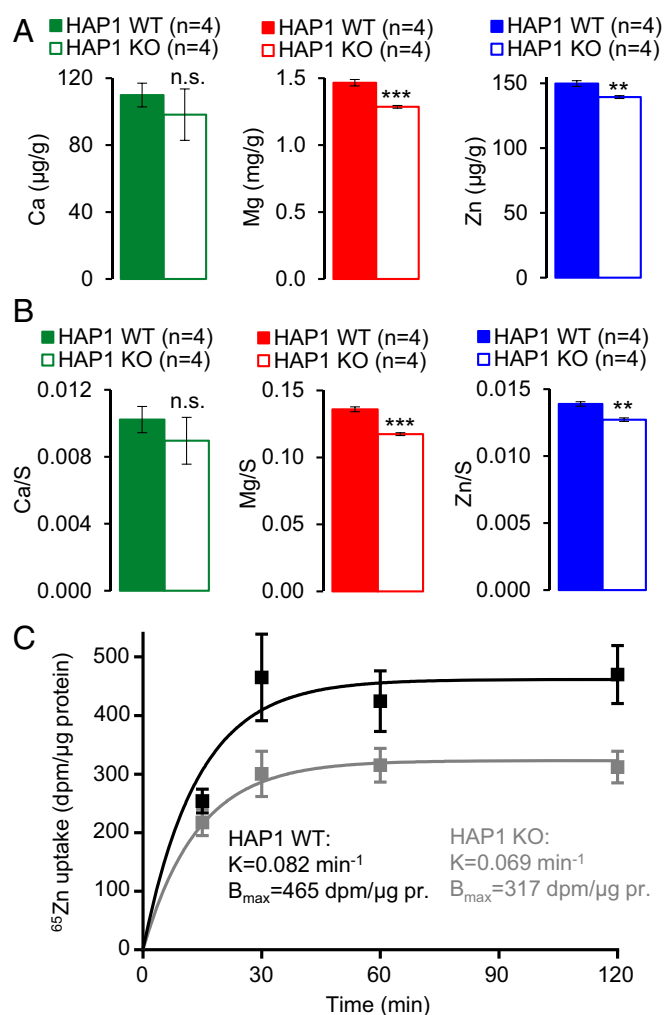 A
HAP1 WT (n=4)
HAP1 KO (n=4)
120
80
40
0
Ca (µg/g)
n.s.
HAP1 WT (n=4)
HAP1 KO (n=4)
1.5
1.0
0.5
0.0
Mg (mg/g)
***
HAP1 WT (n=4)
HAP1 KO (n=4)
150
100
50
0
Zn (µg/g)
**
B
HAP1 WT (n=4)
HAP1 KO (n=4)
0.012
0.008
0.004
0.000
Ca/S
n.s.
HAP1 WT (n=4)
HAP1 KO (n=4)
0.15
0.10
0.05
0.00
Mg/S
***
HAP1 WT (n=4)
HAP1 KO (n=4)
0.015
0.010
0.005
0.000
Zn/S
**
C
500
400
300
200
100
0
⁶⁵Zn uptake (dpm/µg protein)
HAP1 WT:
K=0.082 min⁻¹
Bmax=465 dpm/µg pr.
HAP1 KO:
K=0.069 min⁻¹
Bmax=317 dpm/µg pr.
0 30 60 90 120
Time (min)